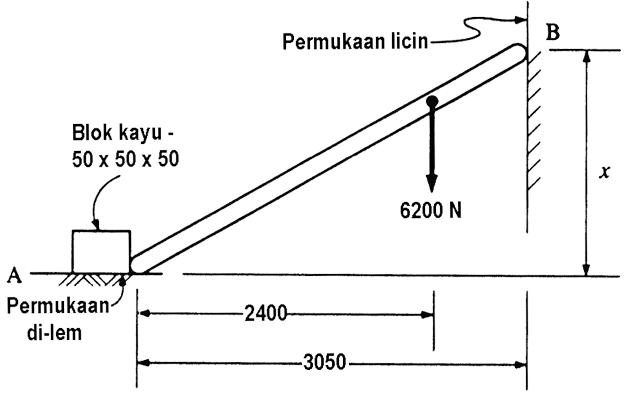 B
Permukaan licin
Blok kayu -
50 x 50 x 50
x
6200 N
A
Permukaan
di-lem
2400
3050